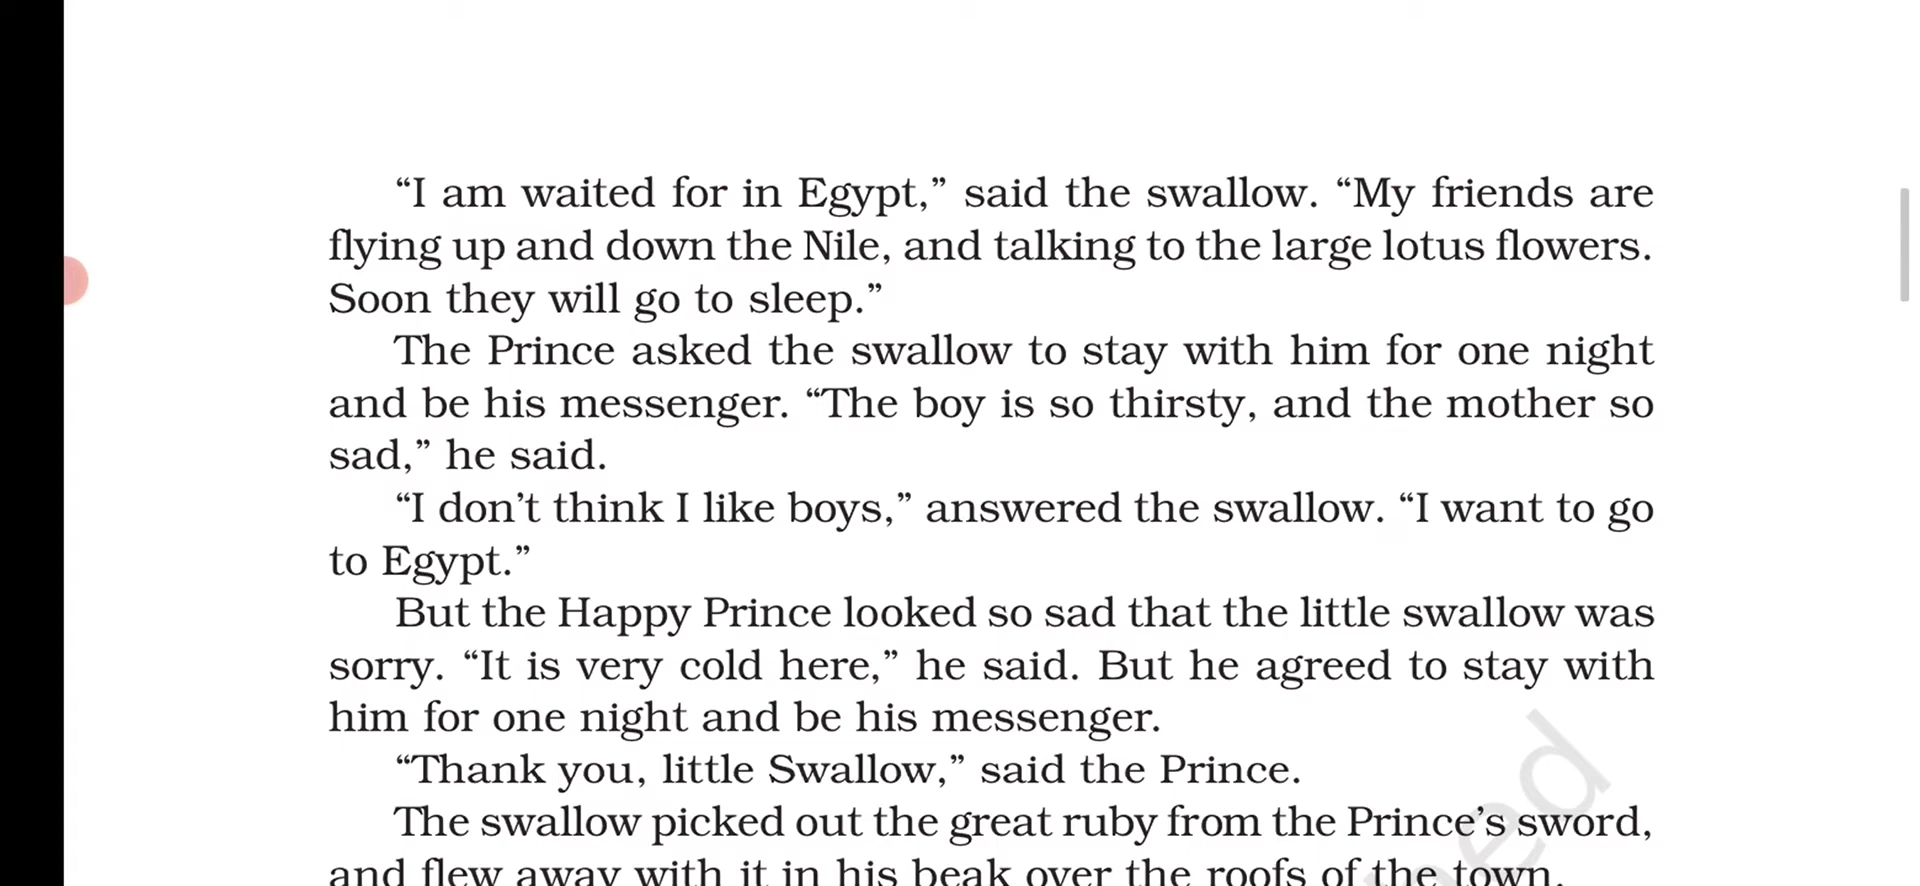 “I am waited for in Egypt,” said the swallow. “My friends are
flying up and down the Nile, and talking to the large lotus flowers.
Soon they will go to sleep.”
The Prince asked the swallow to stay with him for one night
and be his messenger. “The boy is so thirsty, and the mother so
sad,” he said.
“I don’t think I like boys,” answered the swallow. “I want to go
to Egypt.”
But the Happy Prince looked so sad that the little swallow was
sorry. “It is very cold here,” he said. But he agreed to stay with
him for one night and be his messenger.
“Thank you, little Swallow,” said the Prince.
The swallow picked out the great ruby from the Prince’s sword,
and flew away with it in his beak over the roofs of the town.